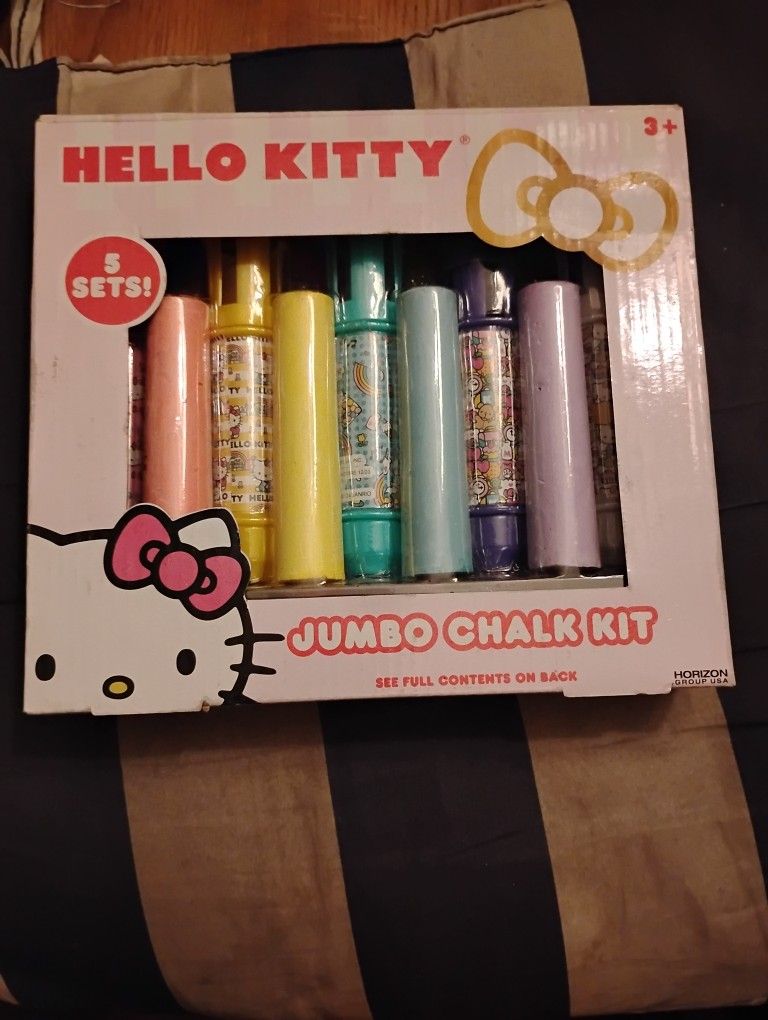 HELLO KITTY®
3+
5
SETS!
JUMBO CHALK KIT
SEE FULL CONTENTS ON BACK
HORIZON
GROUP USA